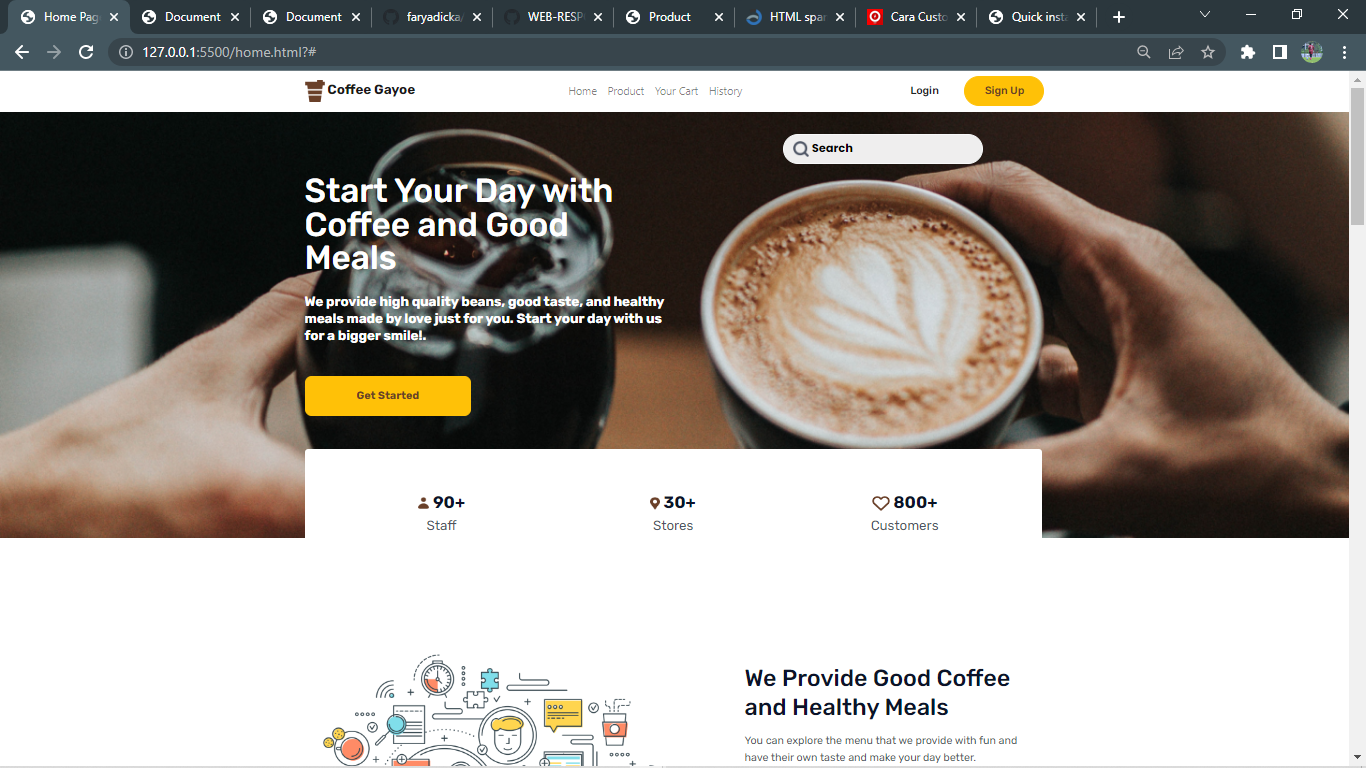 Home Pag
Document
Document
faryadicka/
WEB-RESP
Product
HTML spar
Cara Custo
Quick inst
127.0.0.1:5500/home.html?#
Coffee Gayoe
Home Product Your Cart History
Login
Sign Up
Search
Start Your Day with
Coffee and Good
Meals
We provide high quality beans, good taste, and healthy
meals made by love just for you. Start your day with us
for a bigger smile!.
Get Started
90+
Staff
30+
Stores
800+
Customers
We Provide Good Coffee
and Healthy Meals
You can explore the menu that we provide with fun and
have their own taste and make your day better.